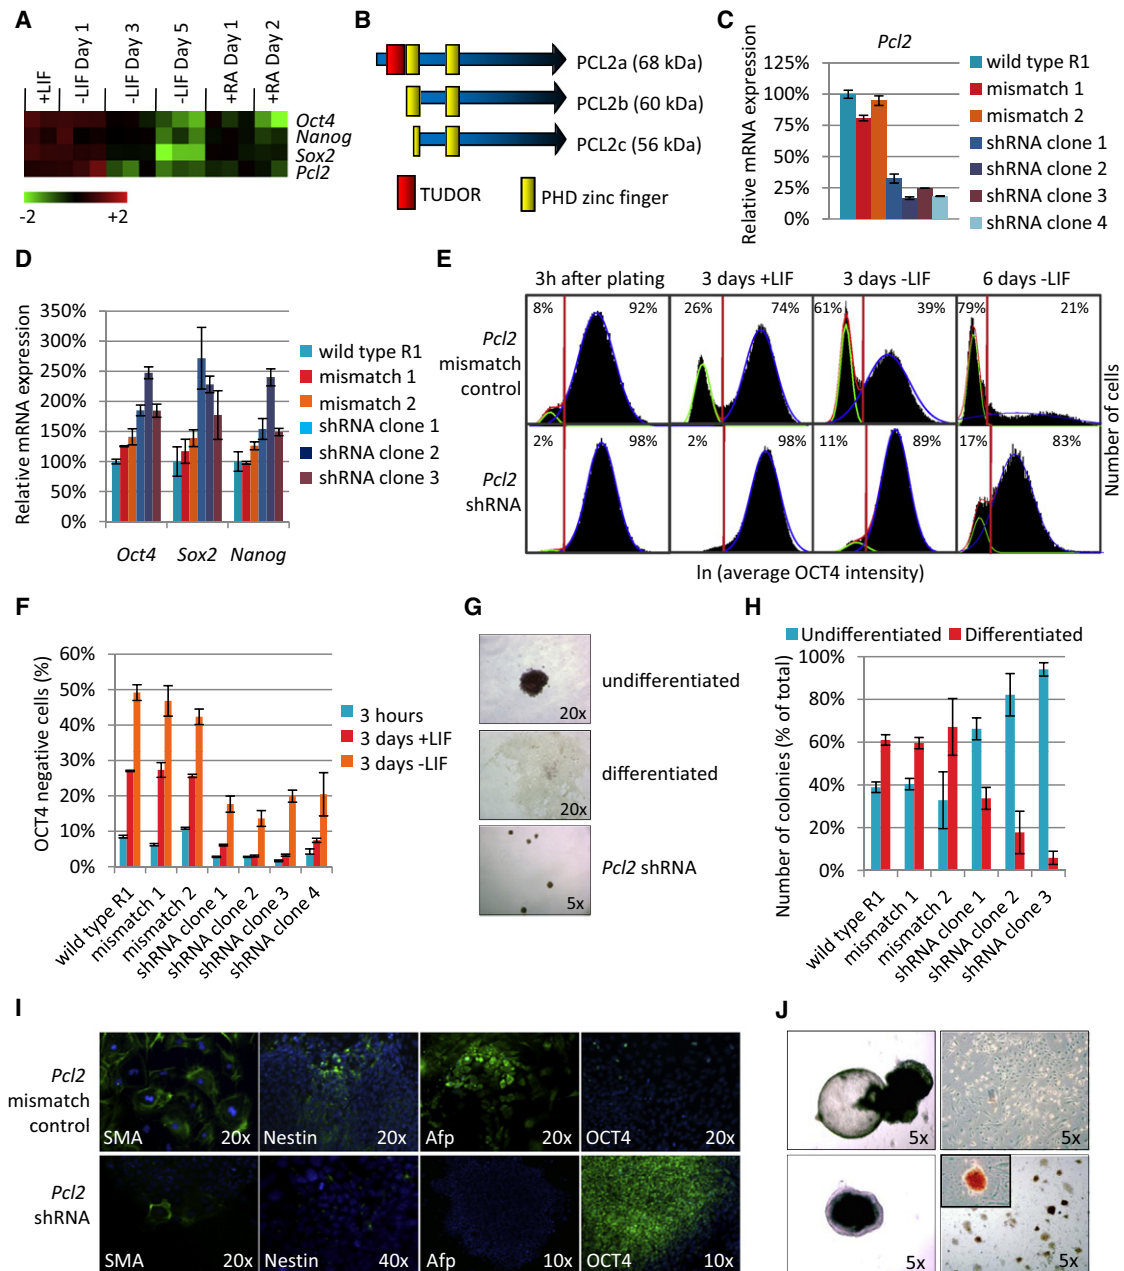 A
+LIF
-LIF Day 1
-LIF Day 3
-LIF Day 5
+RA Day 1
+RA Day 2
Oct4
Nanog
Sox2
Pcl2
-2 +2
B
PCL2a (68 kDa)
PCL2b (60 kDa)
PCL2c (56 kDa)
TUDOR
PHD zinc finger
C
Pcl2
Relative mRNA expression
125%
100%
75%
50%
25%
0%
wild type R1
mismatch 1
mismatch 2
shRNA clone 1
shRNA clone 2
shRNA clone 3
shRNA clone 4
D
Relative mRNA expression
350%
300%
250%
200%
150%
100%
50%
0%
Oct4 Sox2 Nanog
wild type R1
mismatch 1
mismatch 2
shRNA clone 1
shRNA clone 2
shRNA clone 3
E
3h after plating 3 days +LIF 3 days -LIF 6 days -LIF
Pcl2
mismatch
control
8% 92% 26% 74% 61% 39% 79% 21%
Pcl2
shRNA
2% 98% 2% 98% 11% 89% 17% 83%
Number of cells
ln (average OCT4 intensity)
F
OCT4 negative cells (%)
60%
50%
40%
30%
20%
10%
0%
3 hours
3 days +LIF
3 days -LIF
wild type R1
mismatch 1
mismatch 2
shRNA clone 1
shRNA clone 2
shRNA clone 3
shRNA clone 4
G
20x
undifferentiated
20x
differentiated
5x
Pcl2 shRNA
H
Undifferentiated Differentiated
Number of colonies (% of total)
100%
80%
60%
40%
20%
0%
wild type R1
mismatch 1
mismatch 2
shRNA clone 1
shRNA clone 2
shRNA clone 3
I
Pcl2
mismatch
control
SMA 20x Nestin 20x Afp 20x OCT4 20x
Pcl2
shRNA
SMA 20x Nestin 40x Afp 10x OCT4 10x
J
5x 5x
5x 5x